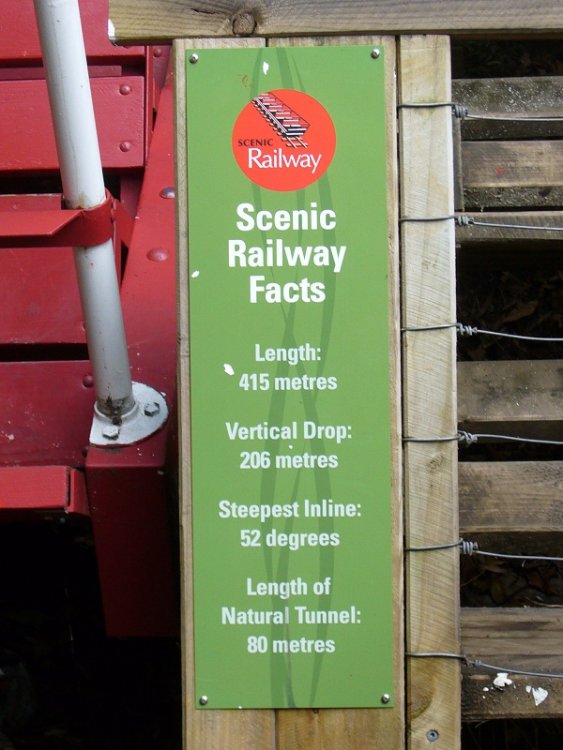 SCENIC
Railway
Scenic
Railway
Facts
Length:
415 metres
Vertical Drop:
206 metres
Steepest Inline:
52 degrees
Length of
Natural Tunnel:
80 metres